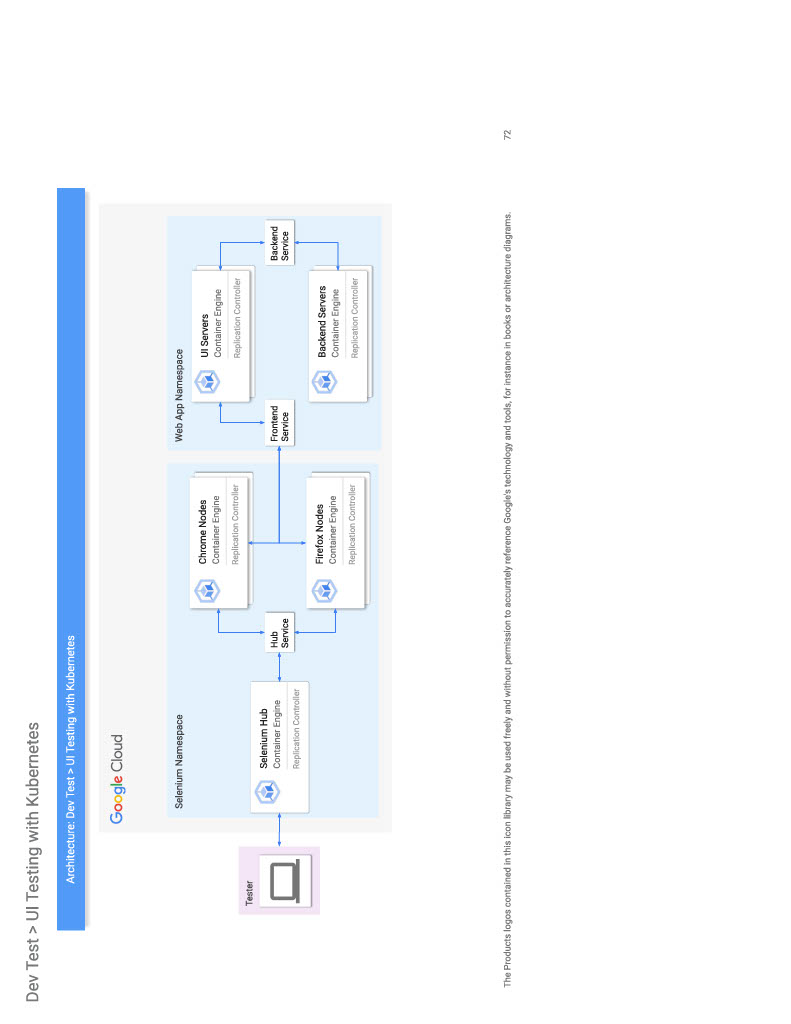 Dev Test > UI Testing with Kubernetes
Architecture: Dev Test > UI Testing with Kubernetes
Google Cloud
Tester
Selenium Namespace
Selenium Hub
Container Engine
Replication Controller
Hub
Service
Chrome Nodes
Container Engine
Replication Controller
Firefox Nodes
Container Engine
Replication Controller
Web App Namespace
Frontend
Service
UI Servers
Container Engine
Replication Controller
Backend Servers
Container Engine
Replication Controller
Backend
Service
The Products logos contained in this icon library may be used freely and without permission to accurately reference Google's technology and tools, for instance in books or architecture diagrams.
72